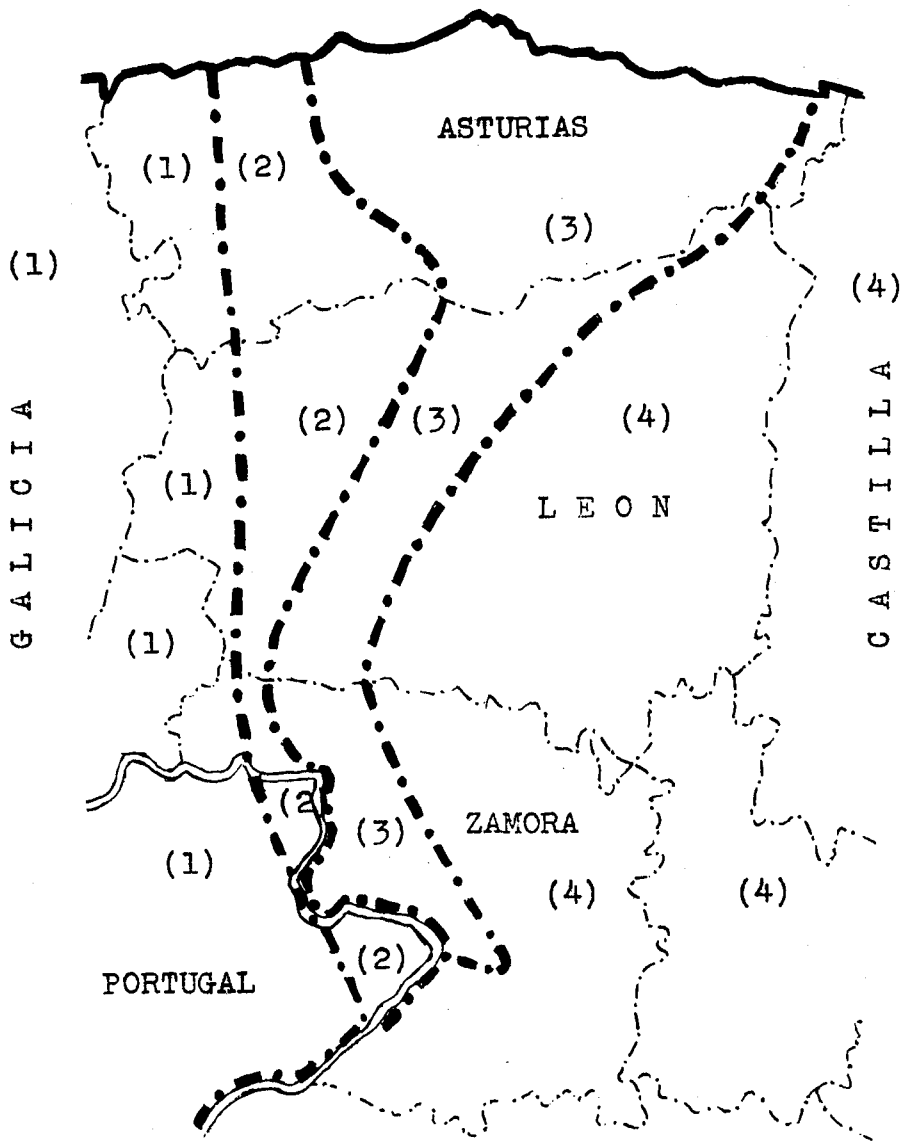 ASTURIAS
(1)
(2)
(3)
(1)
(4)
GALICIA
(2)
(3)
(4)
CASTILLA
(1)
LEON
(1)
(2)
(3)
ZAMORA
(1)
(4)
(4)
(2)
PORTUGAL